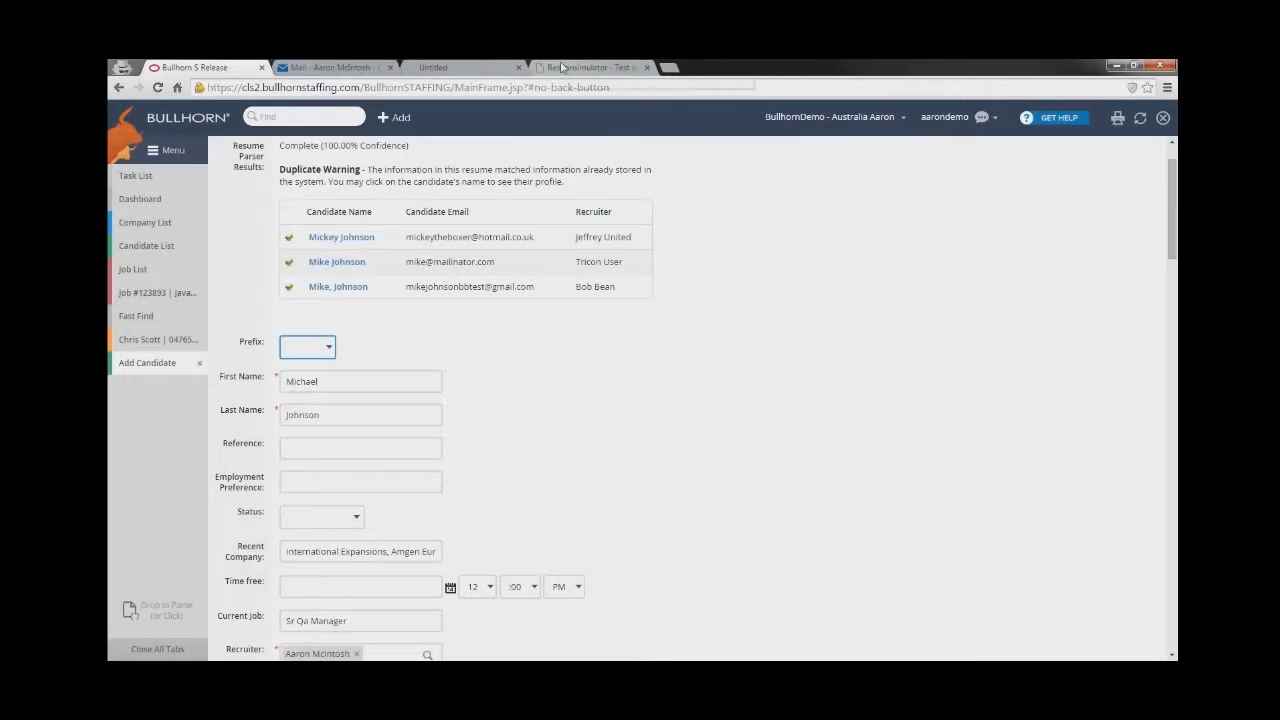 Bullhorn S Release
Mail - Aaron McIntosh -
Untitled
Test
https://cls2.bullhornstaffing.com/BullhornSTAFFING/MainFrame.jsp?#no-back-button
BULLHORN®
Find
Add
BullhornDemo - Australia Aaron
aarondemo
GET HELP
Menu
Task List
Dashboard
Company List
Candidate List
Job List
Job #123893 | Java...
Fast Find
Chris Scott | 04765...
Add Candidate
Drop to Parse
(or Click)
Close All Tabs
Resume
Parser
Results:
Complete (100.00% Confidence)
Duplicate Warning - The information in this resume matched information already stored in
the system. You may click on the candidate's name to see their profile.
Candidate Name Candidate Email Recruiter
Mickey Johnson mickeytheboxer@hotmail.co.uk Jeffrey United
Mike Johnson mike@mailinator.com Tricon User
Mike, Johnson mikejohnsonbbtest@gmail.com Bob Bean
Prefix:
First Name: * Michael
Last Name: * Johnson
Reference:
Employment
Preference:
Status:
Recent
Company:
International Expansions, Amgen Eur
Time free: 12 :00 PM
Current Job: Sr Qa Manager
Recruiter: * Aaron Mcintosh ×